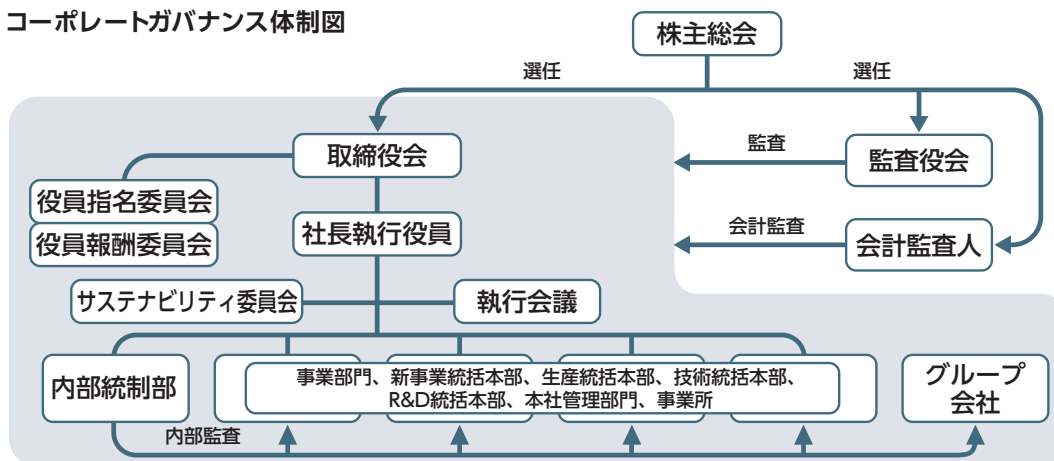 コーポレートガバナンス体制図
株主総会
選任
選任
取締役会
監査
監査役会
役員指名委員会
役員報酬委員会
社長執行役員
会計監査
会計監査人
サステナビリティ委員会
執行会議
内部統制部
事業部門、新事業統括本部、生産統括本部、技術統括本部、
R&D統括本部、本社管理部門、事業所
グループ
会社
内部監査